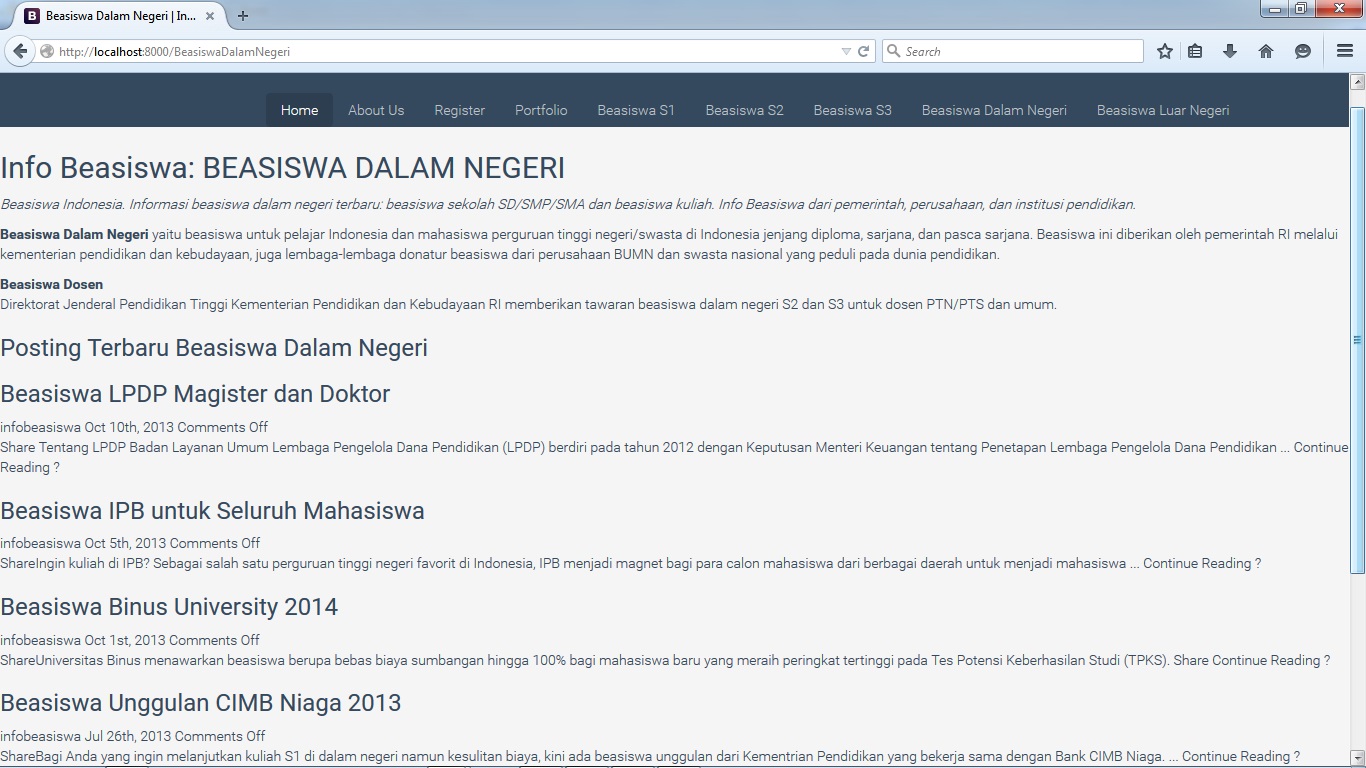 Beasiswa Dalam Negeri | In...
http://localhost:8000/BeasiswaDalamNegeri
Search
Home About Us Register Portfolio Beasiswa S1 Beasiswa S2 Beasiswa S3 Beasiswa Dalam Negeri Beasiswa Luar Negeri
Info Beasiswa: BEASISWA DALAM NEGERI
Beasiswa Indonesia. Informasi beasiswa dalam negeri terbaru: beasiswa sekolah SD/SMP/SMA dan beasiswa kuliah. Info Beasiswa dari pemerintah, perusahaan, dan institusi pendidikan.
Beasiswa Dalam Negeri yaitu beasiswa untuk pelajar Indonesia dan mahasiswa perguruan tinggi negeri/swasta di Indonesia jenjang diploma, sarjana, dan pasca sarjana. Beasiswa ini diberikan oleh pemerintah RI melalui
kementerian pendidikan dan kebudayaan, juga lembaga-lembaga donatur beasiswa dari perusahaan BUMN dan swasta nasional yang peduli pada dunia pendidikan.
Beasiswa Dosen
Direktorat Jenderal Pendidikan Tinggi Kementerian Pendidikan dan Kebudayaan RI memberikan tawaran beasiswa dalam negeri S2 dan S3 untuk dosen PTN/PTS dan umum.
Posting Terbaru Beasiswa Dalam Negeri
Beasiswa LPDP Magister dan Doktor
infobeasiswa Oct 10th, 2013 Comments Off
Share Tentang LPDP Badan Layanan Umum Lembaga Pengelola Dana Pendidikan (LPDP) berdiri pada tahun 2012 dengan Keputusan Menteri Keuangan tentang Penetapan Lembaga Pengelola Dana Pendidikan ... Continue
Reading ?
Beasiswa IPB untuk Seluruh Mahasiswa
infobeasiswa Oct 5th, 2013 Comments Off
ShareIngin kuliah di IPB? Sebagai salah satu perguruan tinggi negeri favorit di Indonesia, IPB menjadi magnet bagi para calon mahasiswa dari berbagai daerah untuk menjadi mahasiswa ... Continue Reading ?
Beasiswa Binus University 2014
infobeasiswa Oct 1st, 2013 Comments Off
ShareUniversitas Binus menawarkan beasiswa berupa bebas biaya sumbangan hingga 100% bagi mahasiswa baru yang meraih peringkat tertinggi pada Tes Potensi Keberhasilan Studi (TPKS). Share Continue Reading ?
Beasiswa Unggulan CIMB Niaga 2013
infobeasiswa Jul 26th, 2013 Comments Off
ShareBagi Anda yang ingin melanjutkan kuliah S1 di dalam negeri namun kesulitan biaya, kini ada beasiswa unggulan dari Kementrian Pendidikan yang bekerja sama dengan Bank CIMB Niaga. ... Continue Reading ?